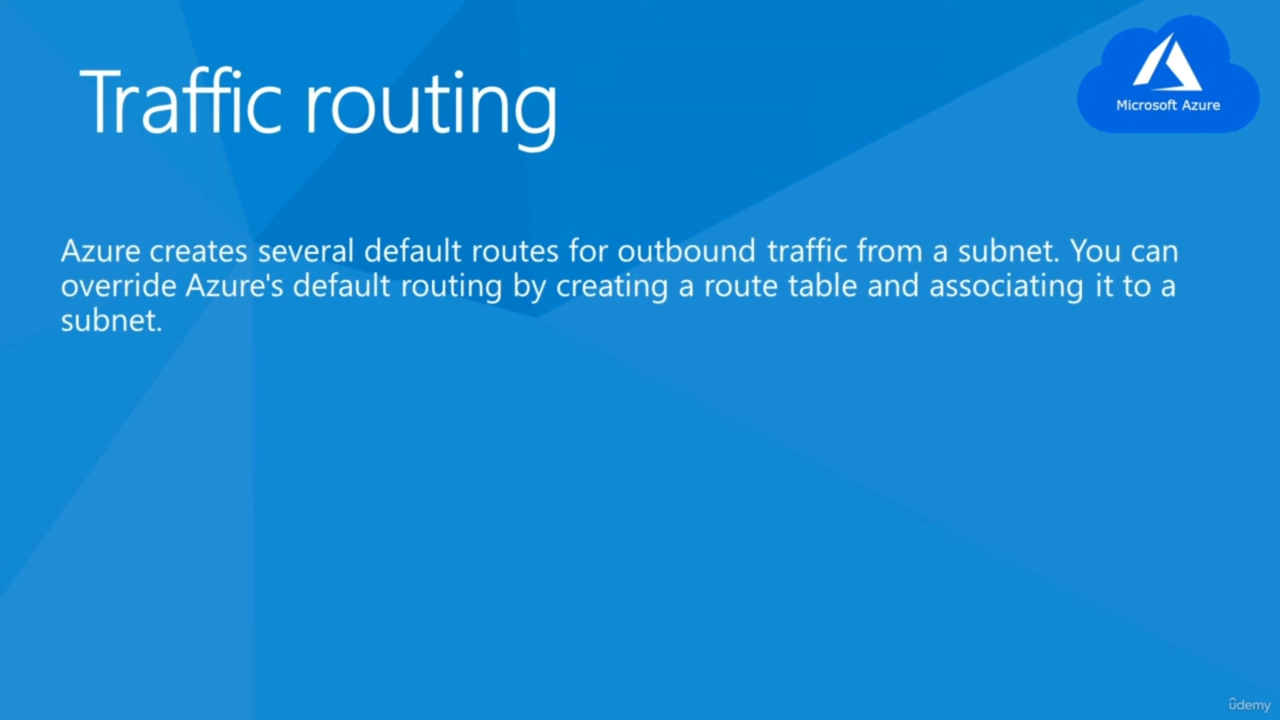 Traffic routing
Microsoft Azure
Azure creates several default routes for outbound traffic from a subnet. You can
override Azure's default routing by creating a route table and associating it to a
subnet.
ûdemy